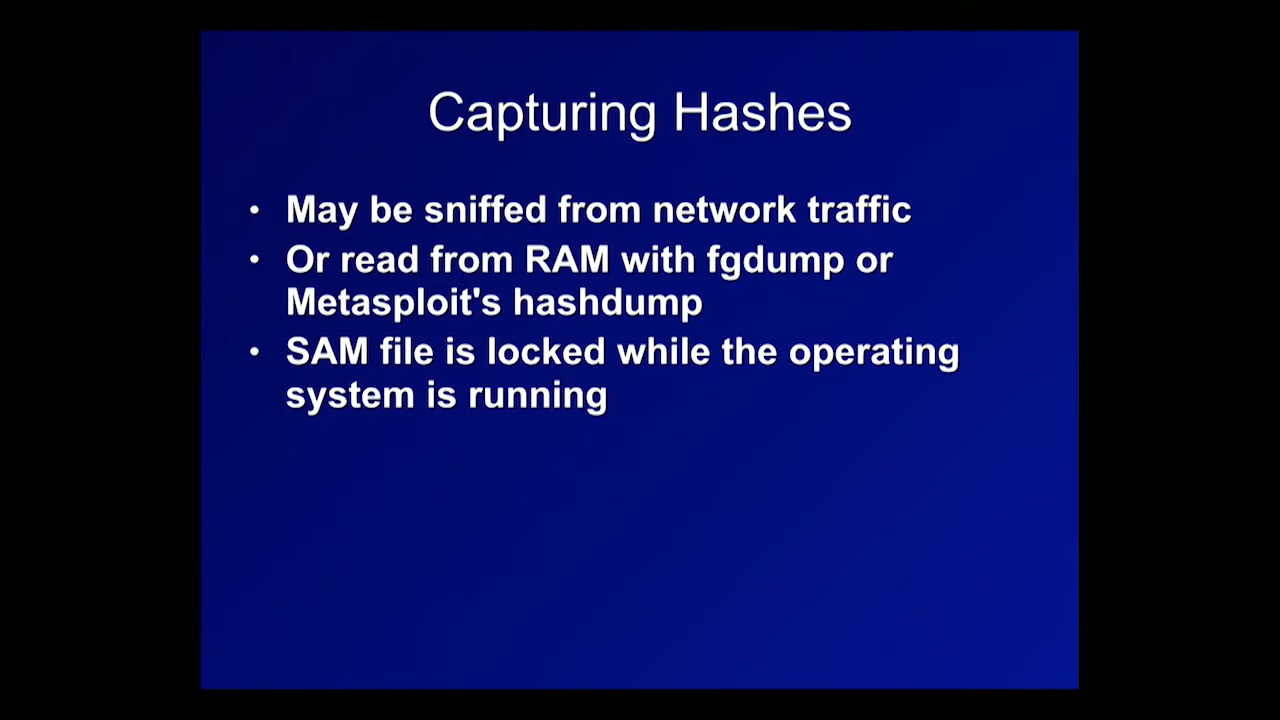 Capturing Hashes
• May be sniffed from network traffic
• Or read from RAM with fgdump or
Metasploit's hashdump
• SAM file is locked while the operating
system is running